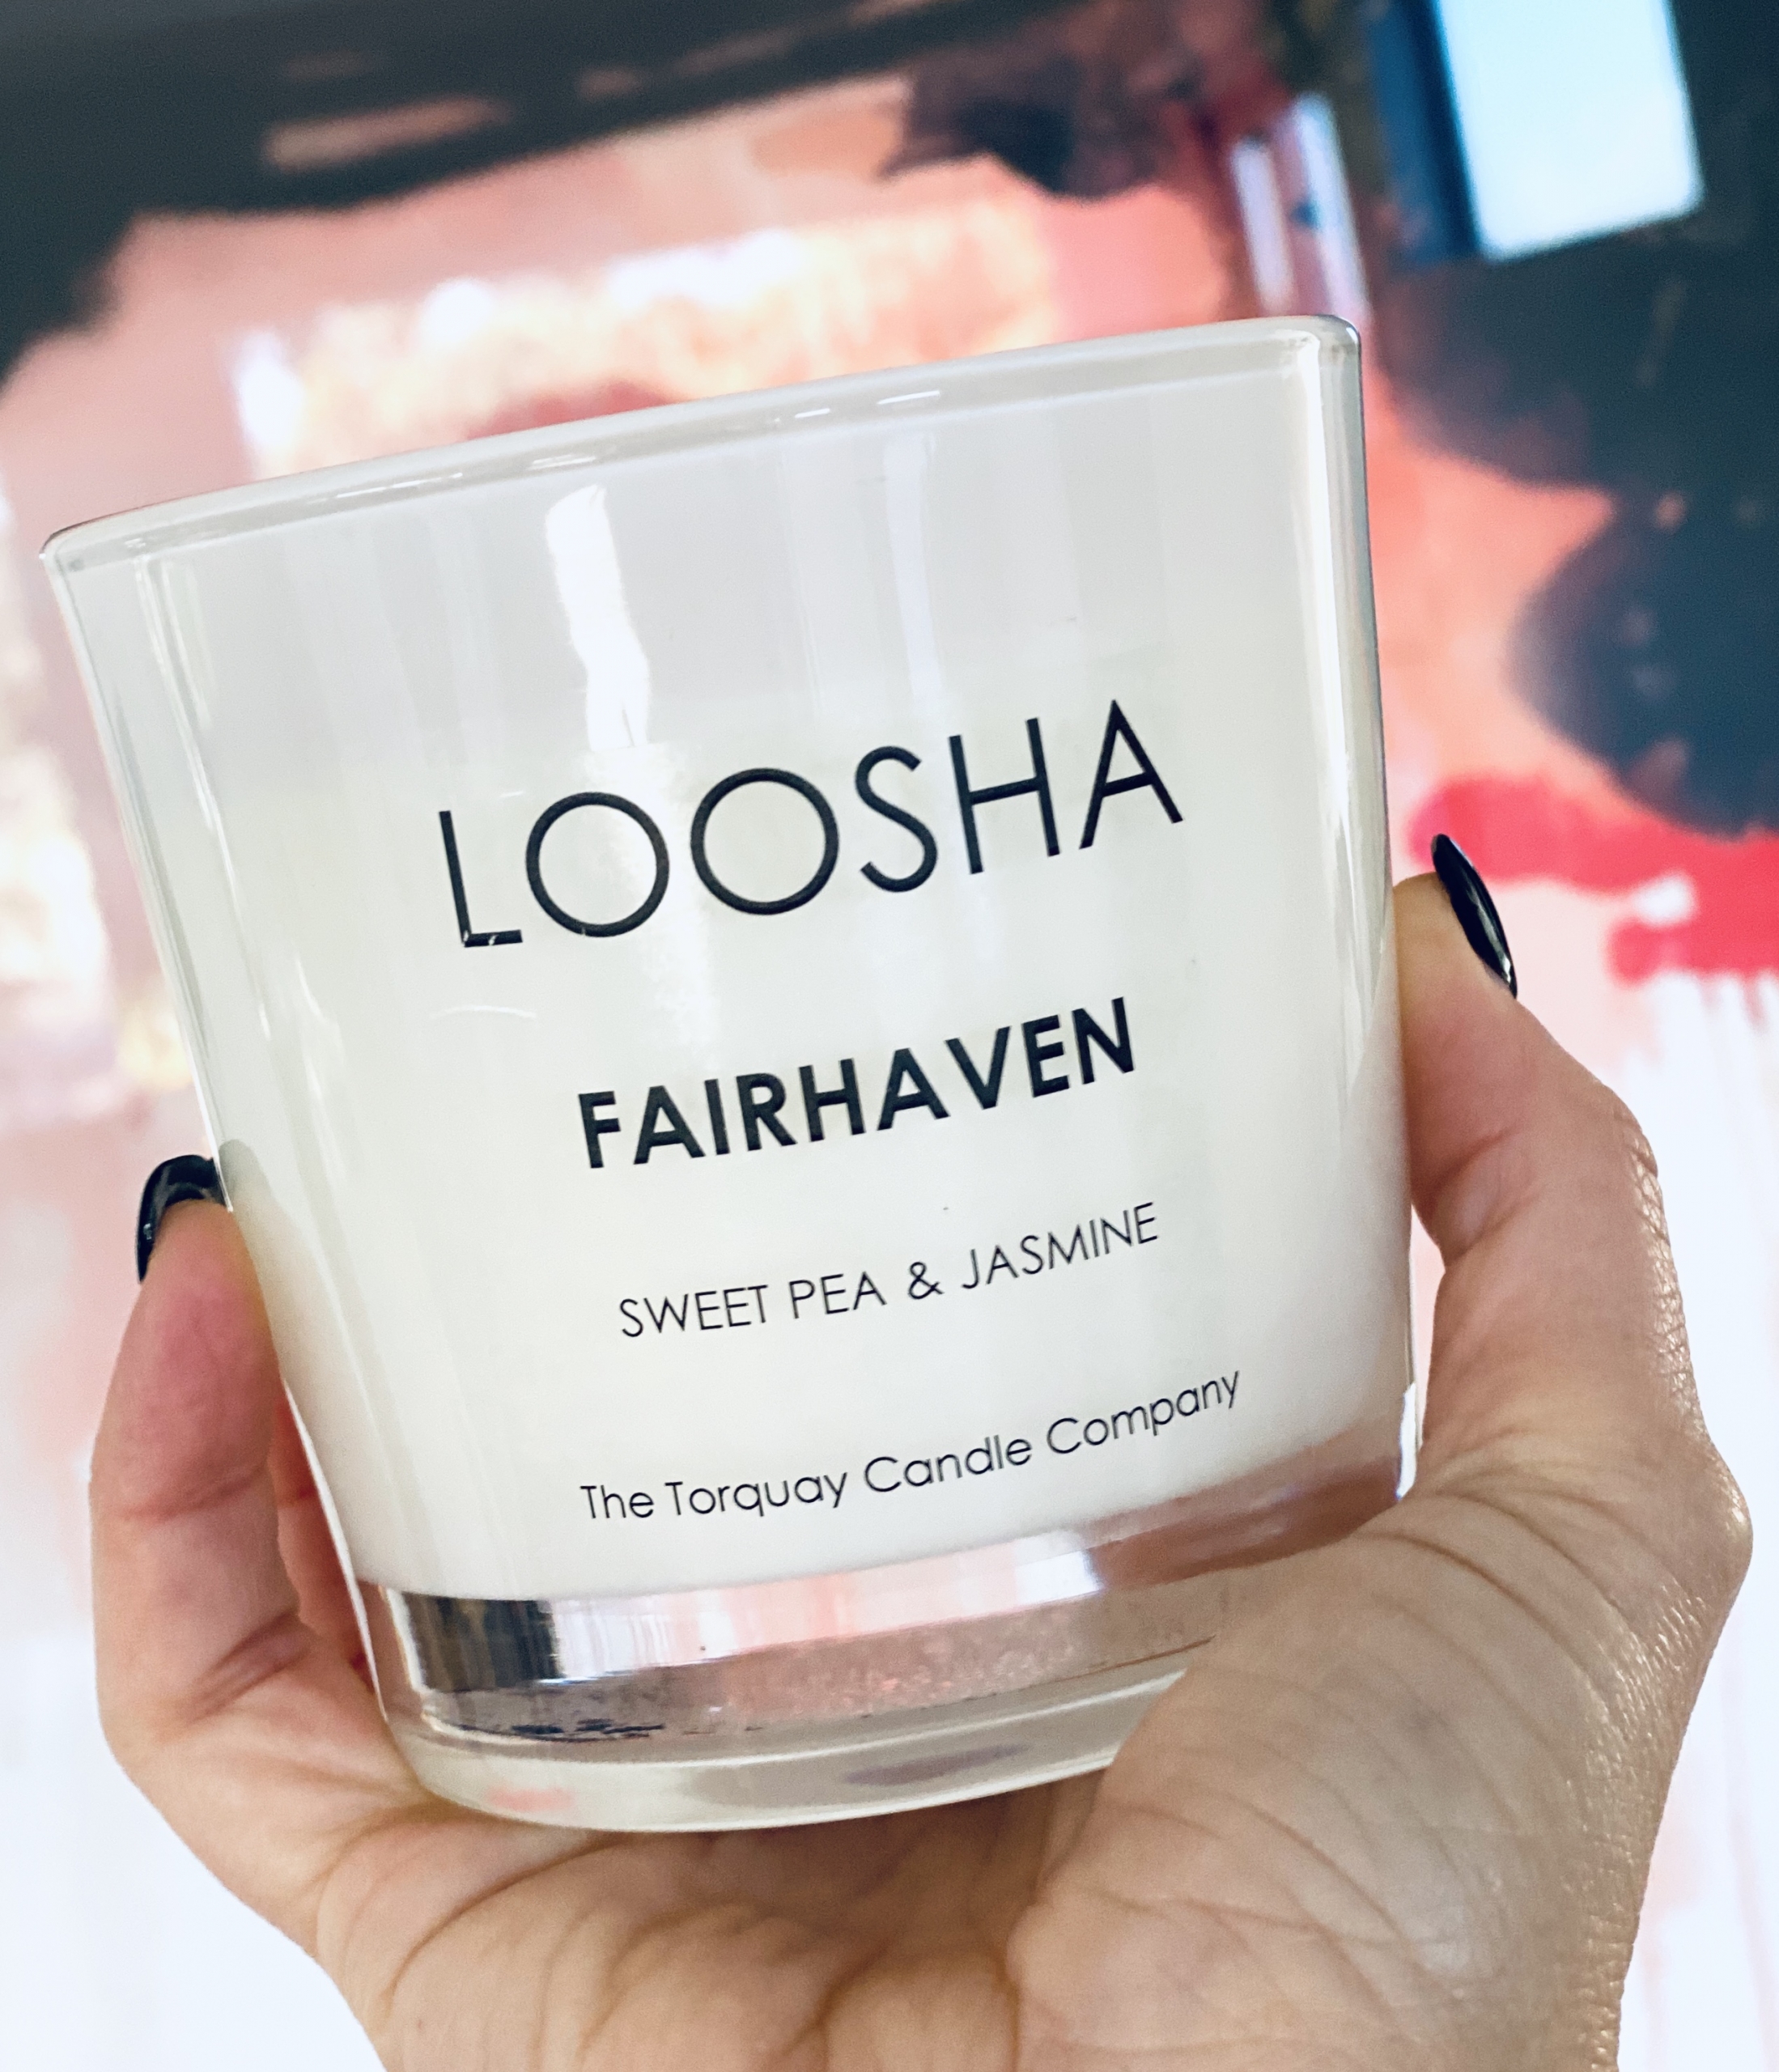 LOOSHA
FAIRHAVEN
SWEET PEA & JASMINE
The Torquay Candle Company